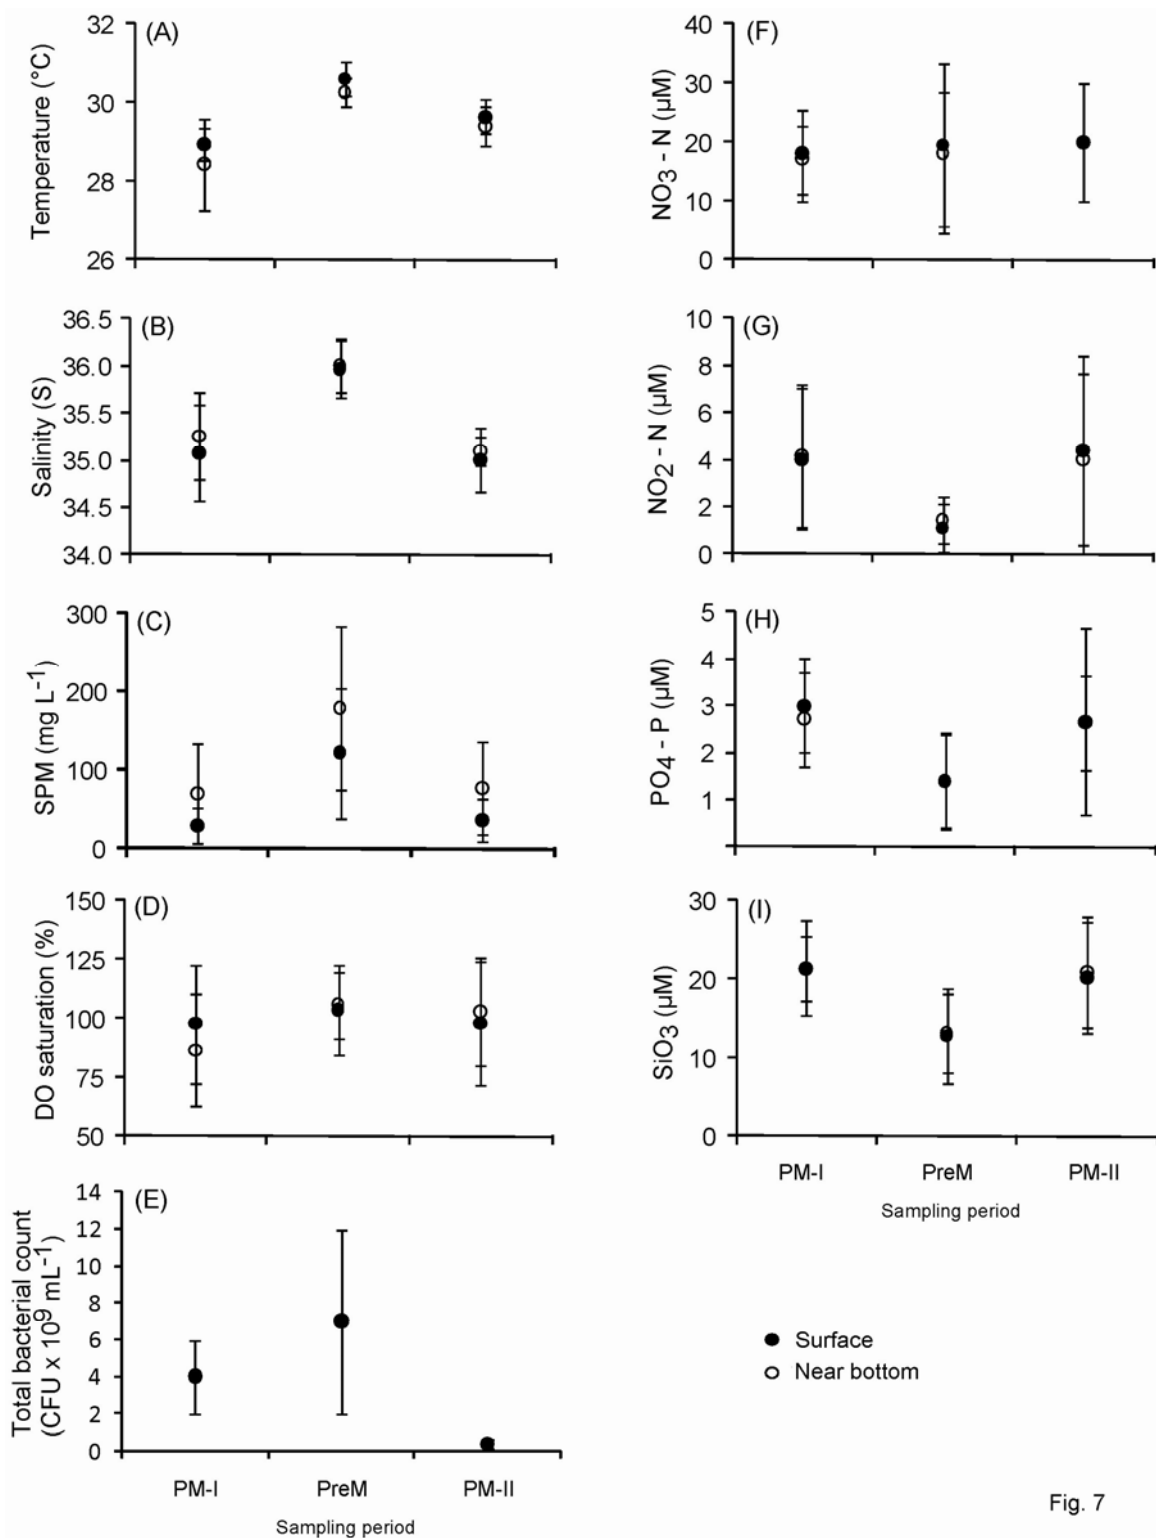 (A)
Temperature (°C)
32
30
28
26
(B)
Salinity (S)
36.5
36.0
35.5
35.0
34.5
34.0
(C)
SPM (mg L⁻¹)
300
200
100
0
(D)
DO saturation (%)
150
125
100
75
50
(E)
Total bacterial count
(CFU x 10⁹ mL⁻¹)
14
12
10
8
6
4
2
0
PM-I PreM PM-II
Sampling period
(F)
NO₃ - N (µM)
40
30
20
10
0
(G)
NO₂ - N (µM)
10
8
6
4
2
0
(H)
PO₄ - P (µM)
5
4
3
2
1
(I)
SiO₃ (µM)
30
20
10
0
PM-I PreM PM-II
Sampling period
Surface
Near bottom
Fig. 7